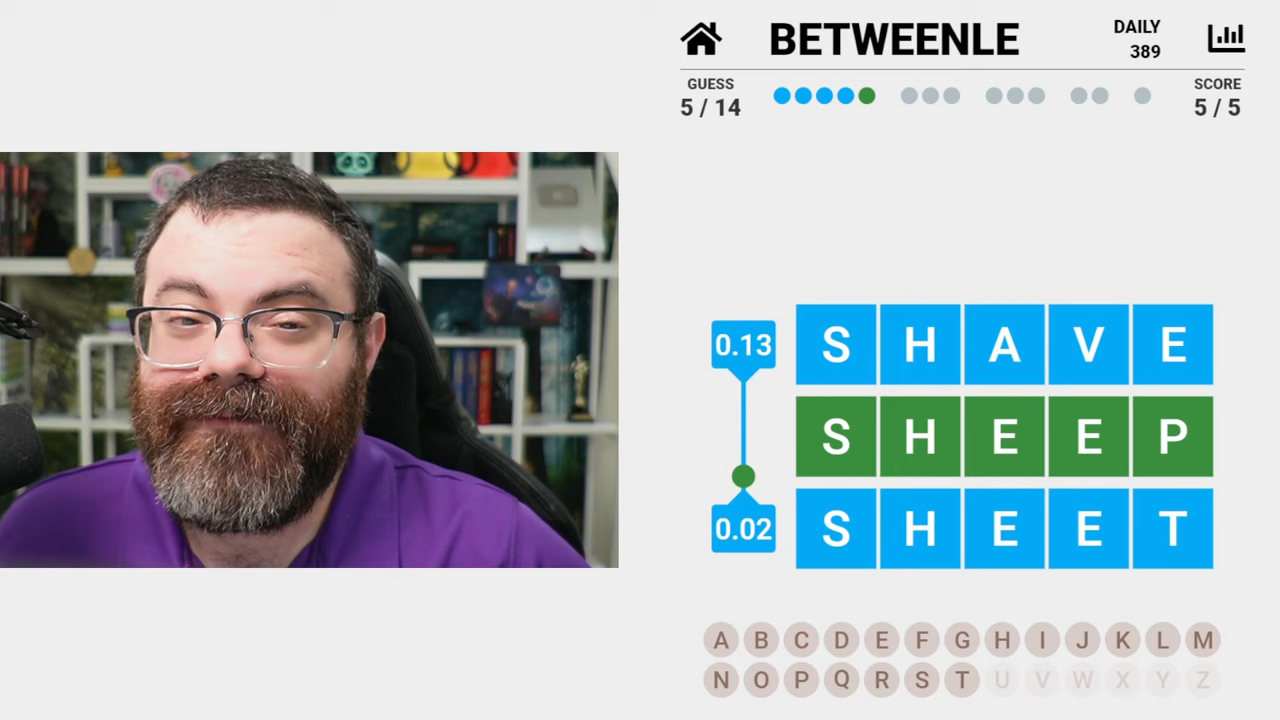 BETWEENLE
DAILY
389
GUESS
5 / 14
SCORE
5 / 5
0.13
S H A V E
S H E E P
0.02
S H E E T
A B C D E F G H I J K L M
N O P Q R S T U V W X Y Z